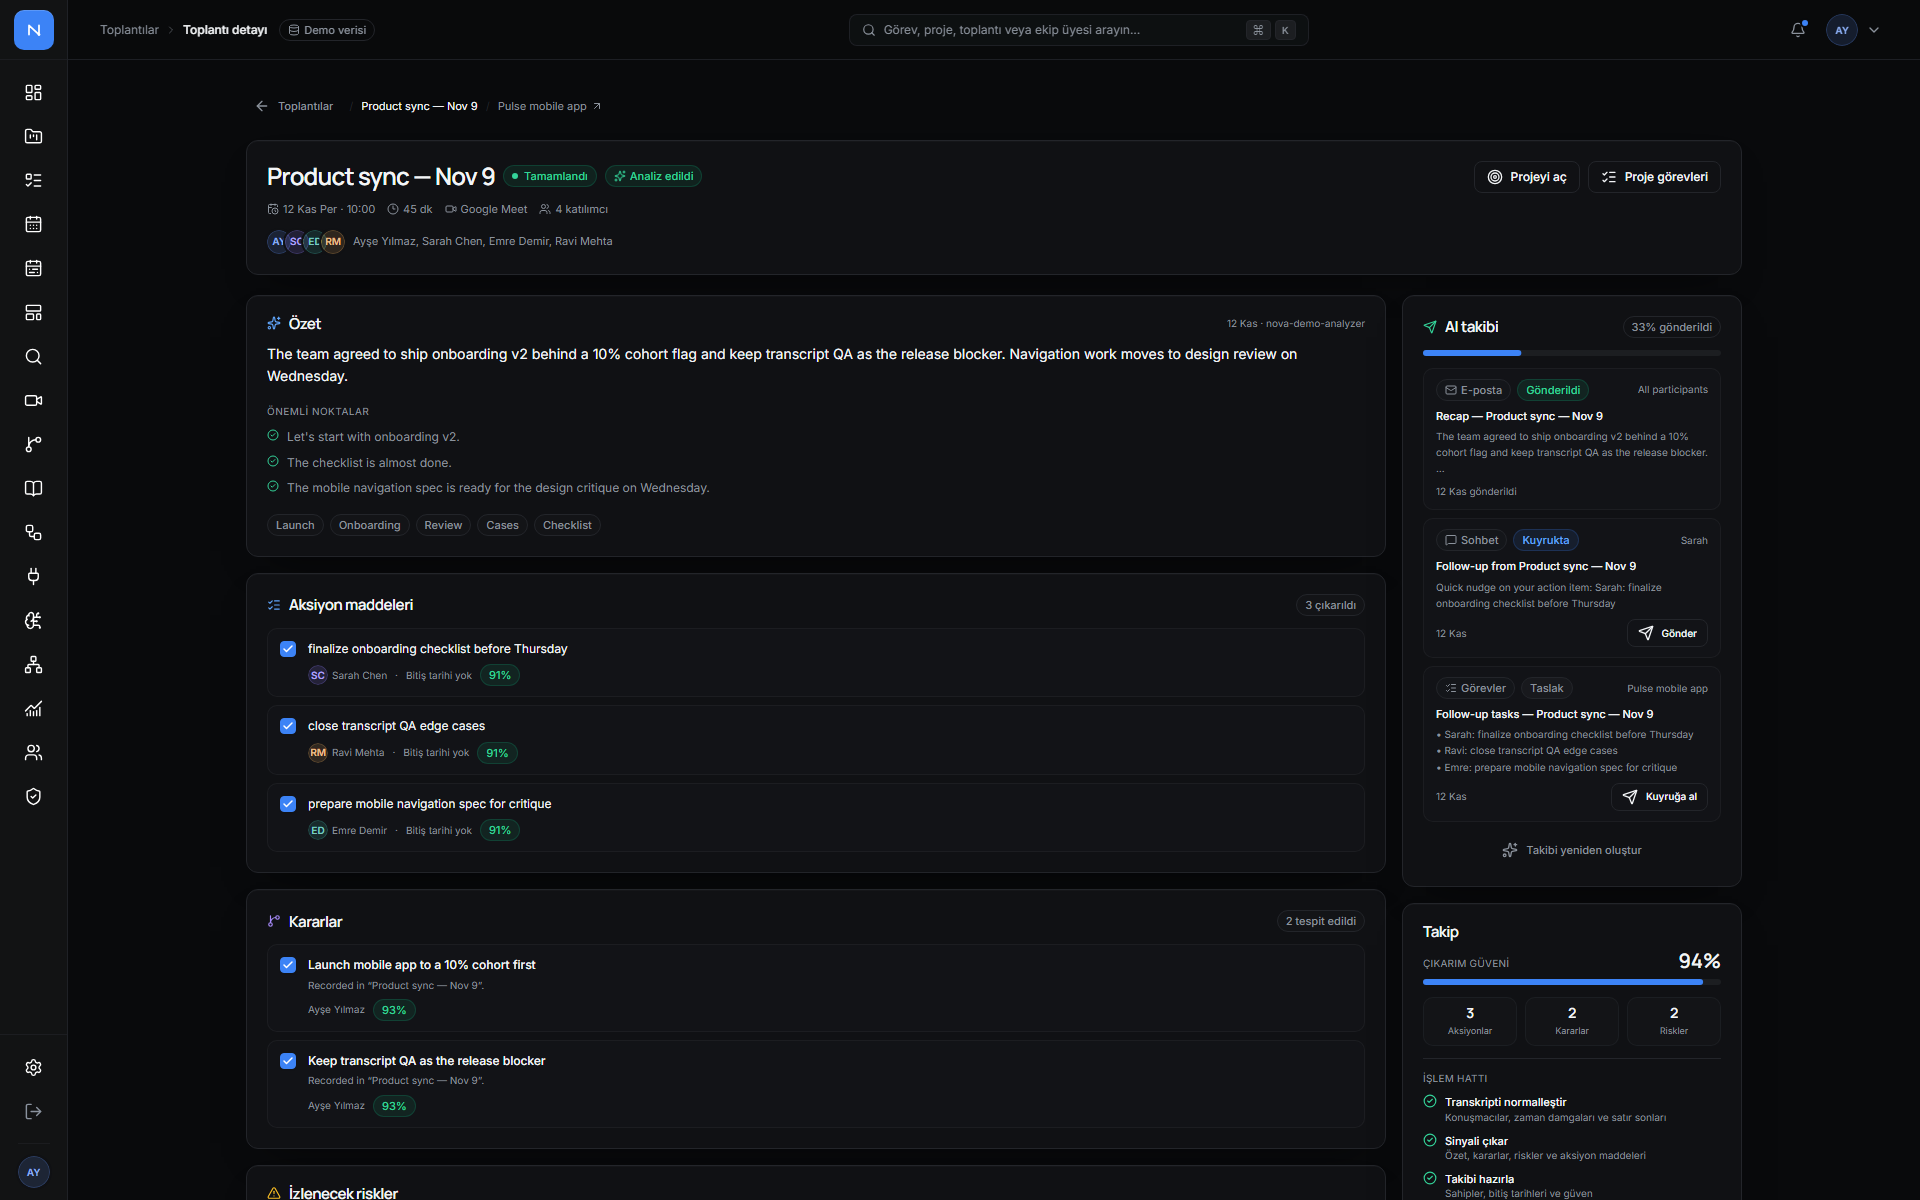 N
Toplantılar
Toplantı detayı
Demo verisi
Görev, proje, toplantı veya ekip üyesi arayın...
⌘ K
AY
Toplantılar / Product sync — Nov 9 / Pulse mobile app
Product sync — Nov 9
Tamamlandı
Analiz edildi
Projeyi aç
Proje görevleri
12 Kas Per · 10:00
45 dk
Google Meet
4 katılımcı
AY SC ED RM
Ayşe Yılmaz, Sarah Chen, Emre Demir, Ravi Mehta
Özet
12 Kas · nova-demo-analyzer
The team agreed to ship onboarding v2 behind a 10% cohort flag and keep transcript QA as the release blocker. Navigation work moves to design review on
Wednesday.
ÖNEMLİ NOKTALAR
Let's start with onboarding v2.
The checklist is almost done.
The mobile navigation spec is ready for the design critique on Wednesday.
Launch
Onboarding
Review
Cases
Checklist
Aksiyon maddeleri
3 çıkarıldı
finalize onboarding checklist before Thursday
SC Sarah Chen · Bitiş tarihi yok 91%
close transcript QA edge cases
RM Ravi Mehta · Bitiş tarihi yok 91%
prepare mobile navigation spec for critique
ED Emre Demir · Bitiş tarihi yok 91%
Kararlar
2 tespit edildi
Launch mobile app to a 10% cohort first
Recorded in “Product sync — Nov 9”.
Ayşe Yılmaz 93%
Keep transcript QA as the release blocker
Recorded in “Product sync — Nov 9”.
Ayşe Yılmaz 93%
İzlenecek riskler
AI takibi
33% gönderildi
E-posta
Gönderildi
All participants
Recap — Product sync — Nov 9
The team agreed to ship onboarding v2 behind a 10%
cohort flag and keep transcript QA as the release blocker.
...
12 Kas gönderildi
Sohbet
Kuyrukta
Sarah
Follow-up from Product sync — Nov 9
Quick nudge on your action item: Sarah: finalize
onboarding checklist before Thursday
12 Kas
Gönder
Görevler
Taslak
Pulse mobile app
Follow-up tasks — Product sync — Nov 9
• Sarah: finalize onboarding checklist before Thursday
• Ravi: close transcript QA edge cases
• Emre: prepare mobile navigation spec for critique
12 Kas
Kuyruğa al
Takibi yeniden oluştur
Takip
ÇIKARIM GÜVENİ
94%
3 Aksiyonlar
2 Kararlar
2 Riskler
İŞLEM HATTI
Transkripti normalleştir
Konuşmacılar, zaman damgaları ve satır sonları
Sinyali çıkar
Özet, kararlar, riskler ve aksiyon maddeleri
Takibi hazırla
Sahipler, bitiş tarihleri ve güven
AY